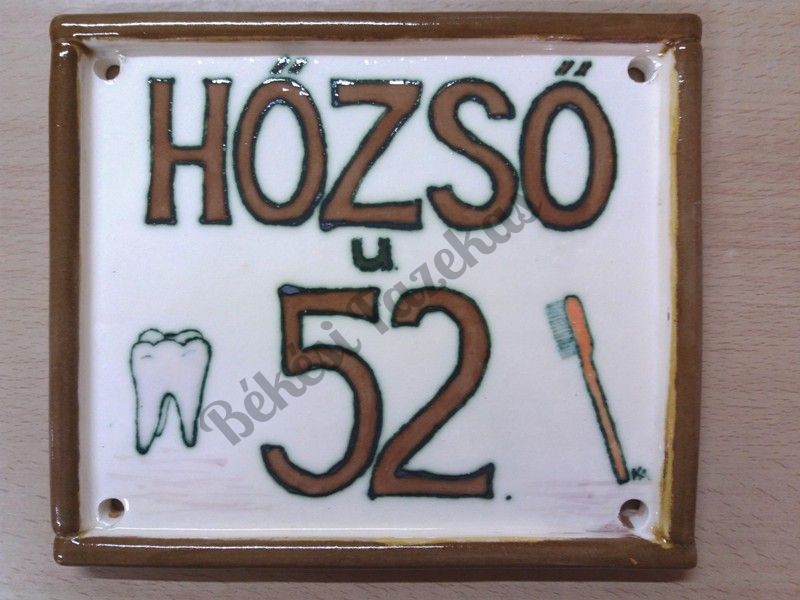 HŐZSŐ
u.
52.
Békési Fazekas